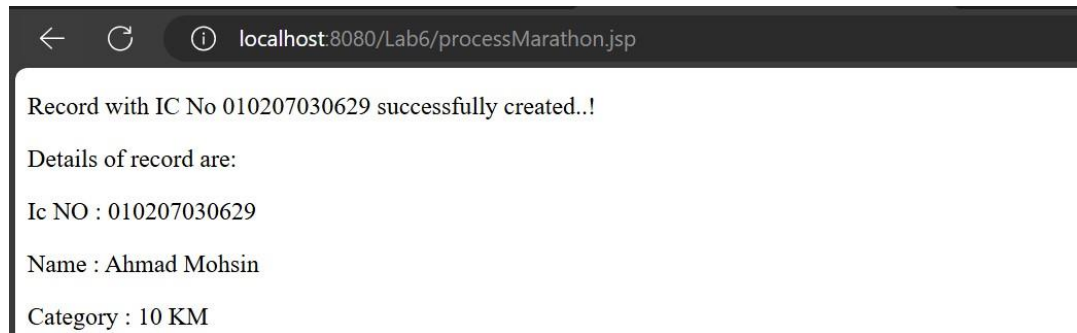 localhost:8080/Lab6/processMarathon.jsp
Record with IC No 010207030629 successfully created..!
Details of record are:
Ic NO : 010207030629
Name : Ahmad Mohsin
Category : 10 KM